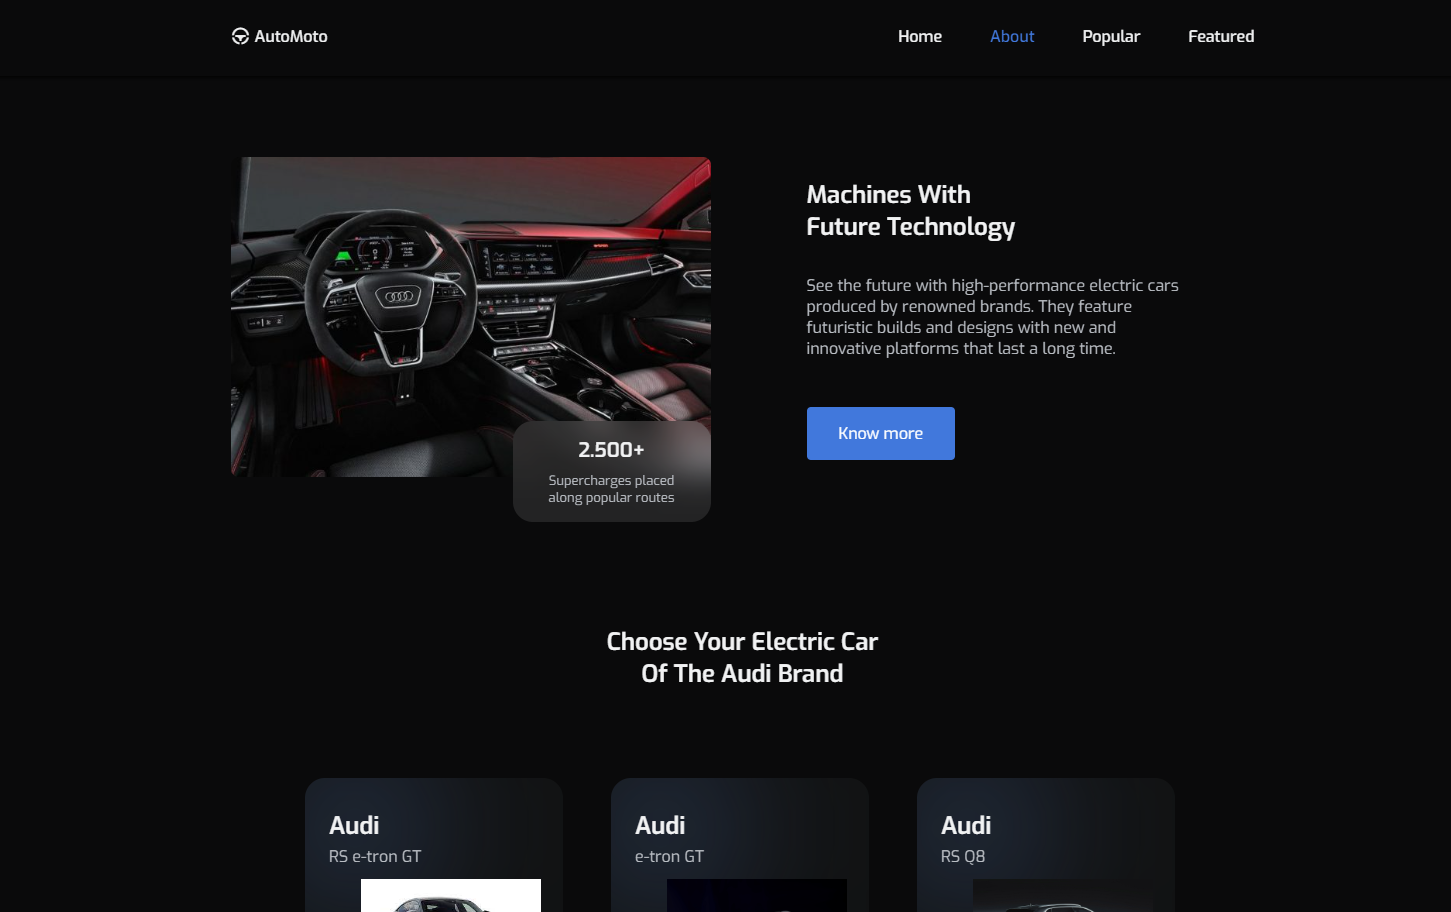 AutoMoto
Home
About
Popular
Featured
Machines With
Future Technology
See the future with high-performance electric cars
produced by renowned brands. They feature
futuristic builds and designs with new and
innovative platforms that last a long time.
Know more
2.500+
Supercharges placed
along popular routes
Choose Your Electric Car
Of The Audi Brand
Audi
RS e-tron GT
Audi
e-tron GT
Audi
RS Q8